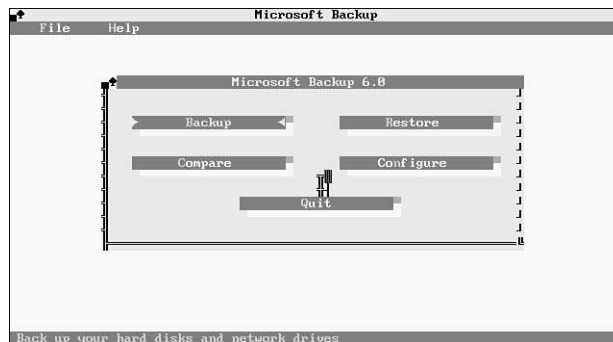 Microsoft Backup
File Help
Microsoft Backup 6.0
Backup Restore
Compare Configure
Quit
Back up your hard disks and network drives